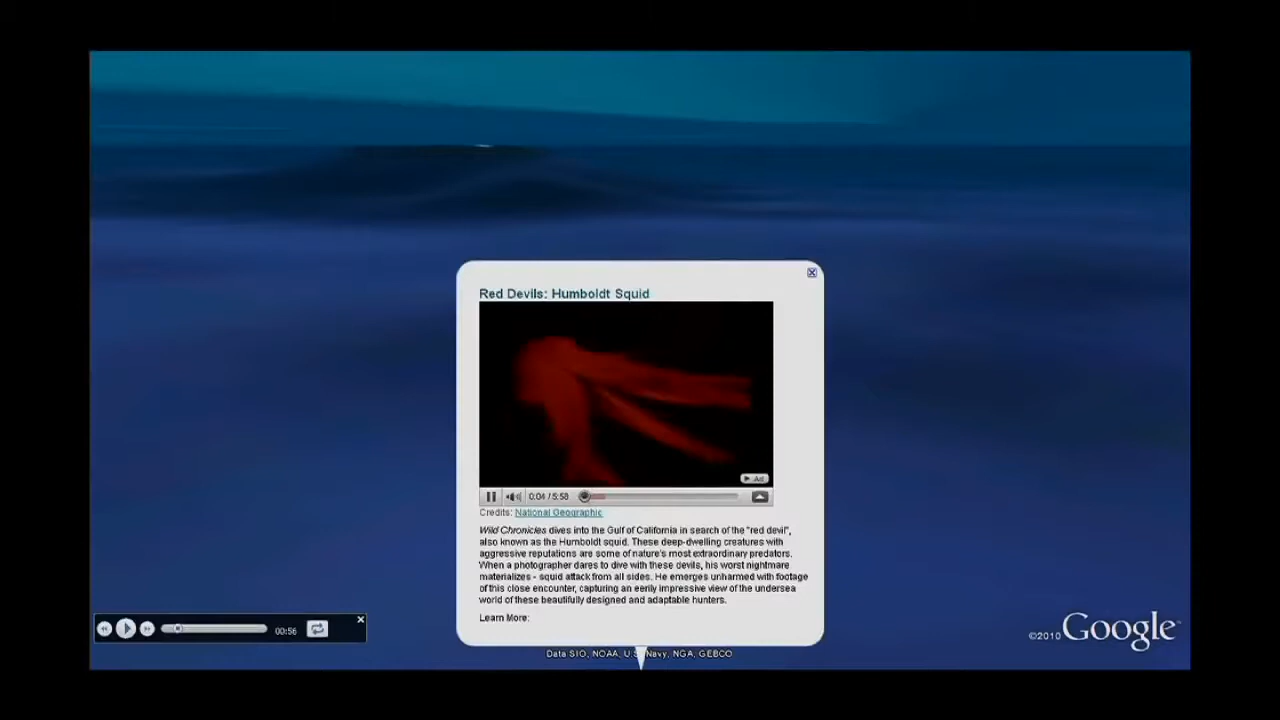 Red Devils: Humboldt Squid
Ad
0:04 / 5:58
Credits: National Geographic
Wild Chronicles dives into the Gulf of California in search of the "red devil",
also known as the Humboldt squid. These deep-dwelling creatures with
aggressive reputations are some of nature's most extraordinary predators.
When a photographer dares to dive with these devils, his worst nightmare
materializes - squid attack from all sides. He emerges unharmed with footage
of this close encounter, capturing an eerily impressive view of the undersea
world of these beautifully designed and adaptable hunters.
Learn More:
00:56
©2010 Google
Data SIO, NOAA, U.S. Navy, NGA, GEBCO